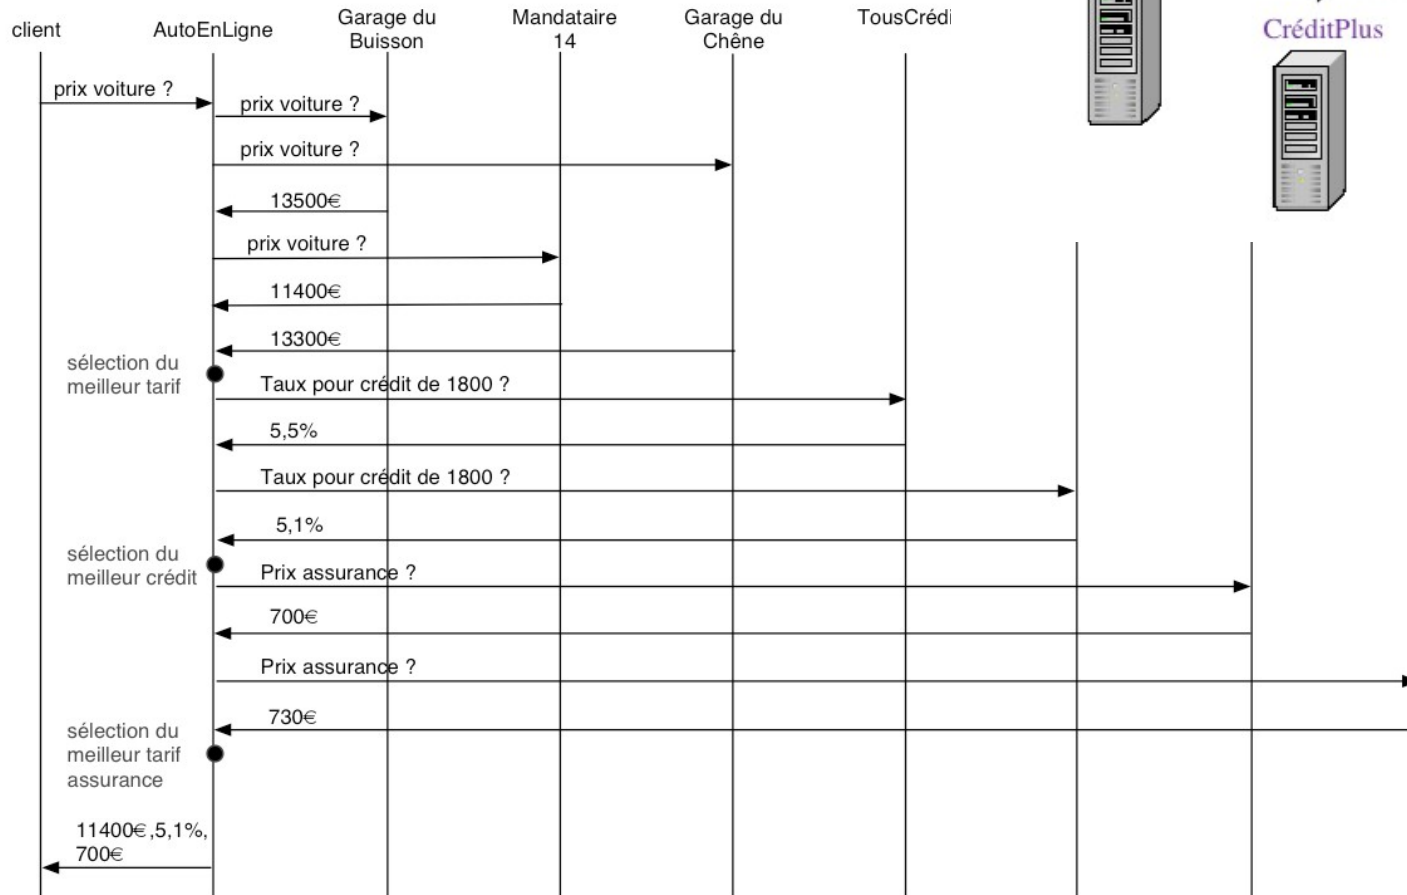 client
AutoEnLigne
Garage du
Buisson
Mandataire
14
Garage du
Chêne
TousCrédi
CréditPlus
prix voiture ?
prix voiture ?
prix voiture ?
13500€
prix voiture ?
11400€
13300€
sélection du
meilleur tarif
Taux pour crédit de 1800 ?
5,5%
Taux pour crédit de 1800 ?
5,1%
sélection du
meilleur crédit
Prix assurance ?
700€
Prix assurance ?
730€
sélection du
meilleur tarif
assurance
11400€,5,1%,
700€